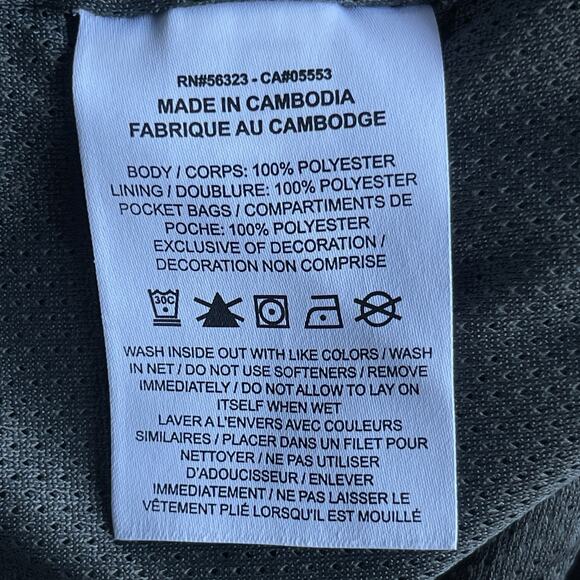 RN#56323 - CA#05553
MADE IN CAMBODIA
FABRIQUE AU CAMBODGE
BODY / CORPS: 100% POLYESTER
LINING / DOUBLURE: 100% POLYESTER
POCKET BAGS / COMPARTIMENTS DE
POCHE: 100% POLYESTER
EXCLUSIVE OF DECORATION /
DECORATION NON COMPRISE
30C
WASH INSIDE OUT WITH LIKE COLORS / WASH
IN NET / DO NOT USE SOFTENERS / REMOVE
IMMEDIATELY / DO NOT ALLOW TO LAY ON
ITSELF WHEN WET
LAVER A L'ENVERS AVEC COULEURS
SIMILAIRES / PLACER DANS UN FILET POUR
NETTOYER / NE PAS UTILISER
D'ADOUCISSEUR / ENLEVER
IMMÉDIATEMENT / NE PAS LAISSER LE
VÊTEMENT PLIÉ LORSQU'IL EST MOUILLÉ